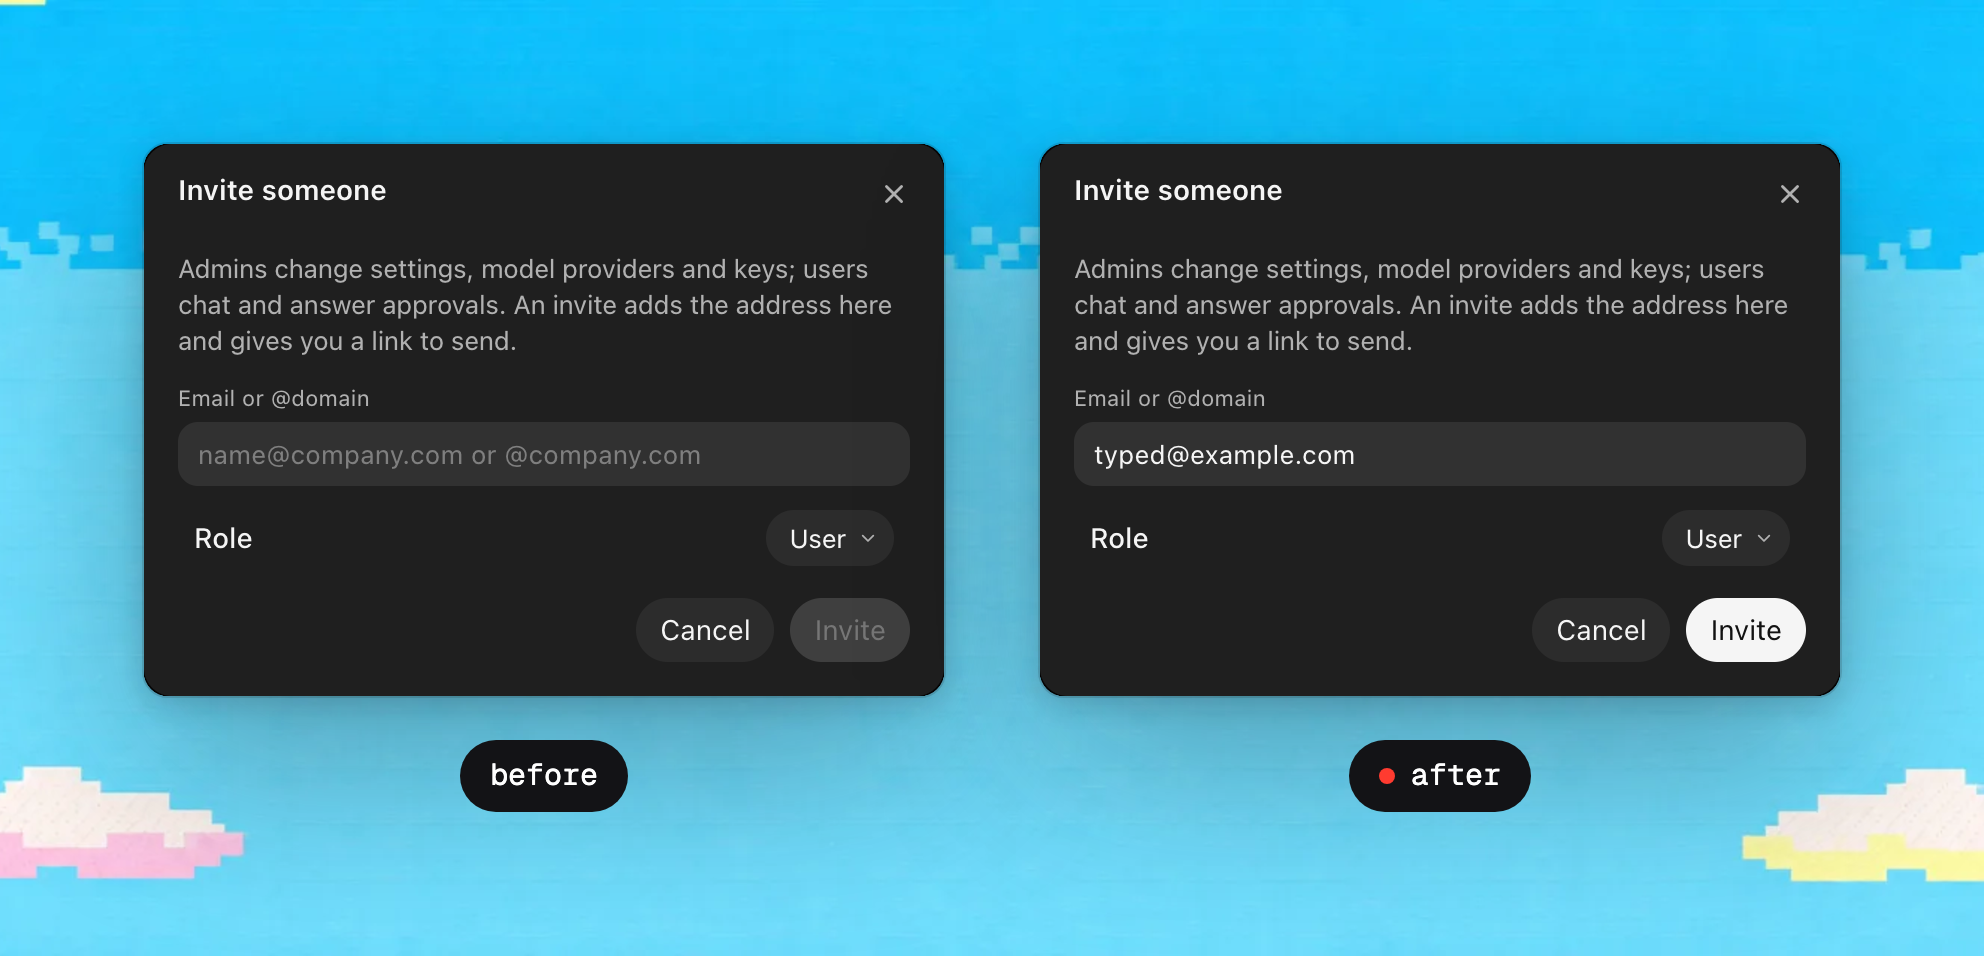 Invite someone
Admins change settings, model providers and keys; users
chat and answer approvals. An invite adds the address here
and gives you a link to send.
Email or @domain
name@company.com or @company.com
Role
User
Cancel
Invite
before
Invite someone
Admins change settings, model providers and keys; users
chat and answer approvals. An invite adds the address here
and gives you a link to send.
Email or @domain
typed@example.com
Role
User
Cancel
Invite
after